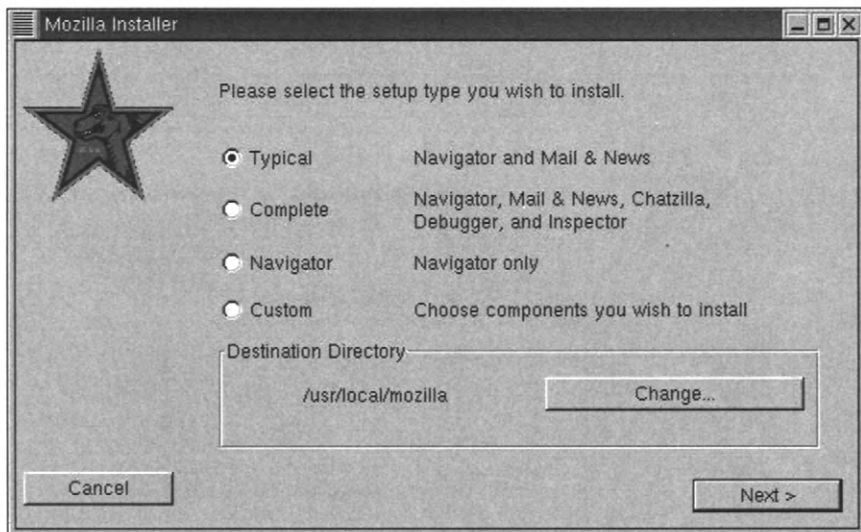 Mozilla Installer
Please select the setup type you wish to install.
Typical Navigator and Mail & News
Complete Navigator, Mail & News, Chatzilla,
Debugger, and Inspector
Navigator Navigator only
Custom Choose components you wish to install
Destination Directory
/usr/local/mozilla Change...
Cancel Next >